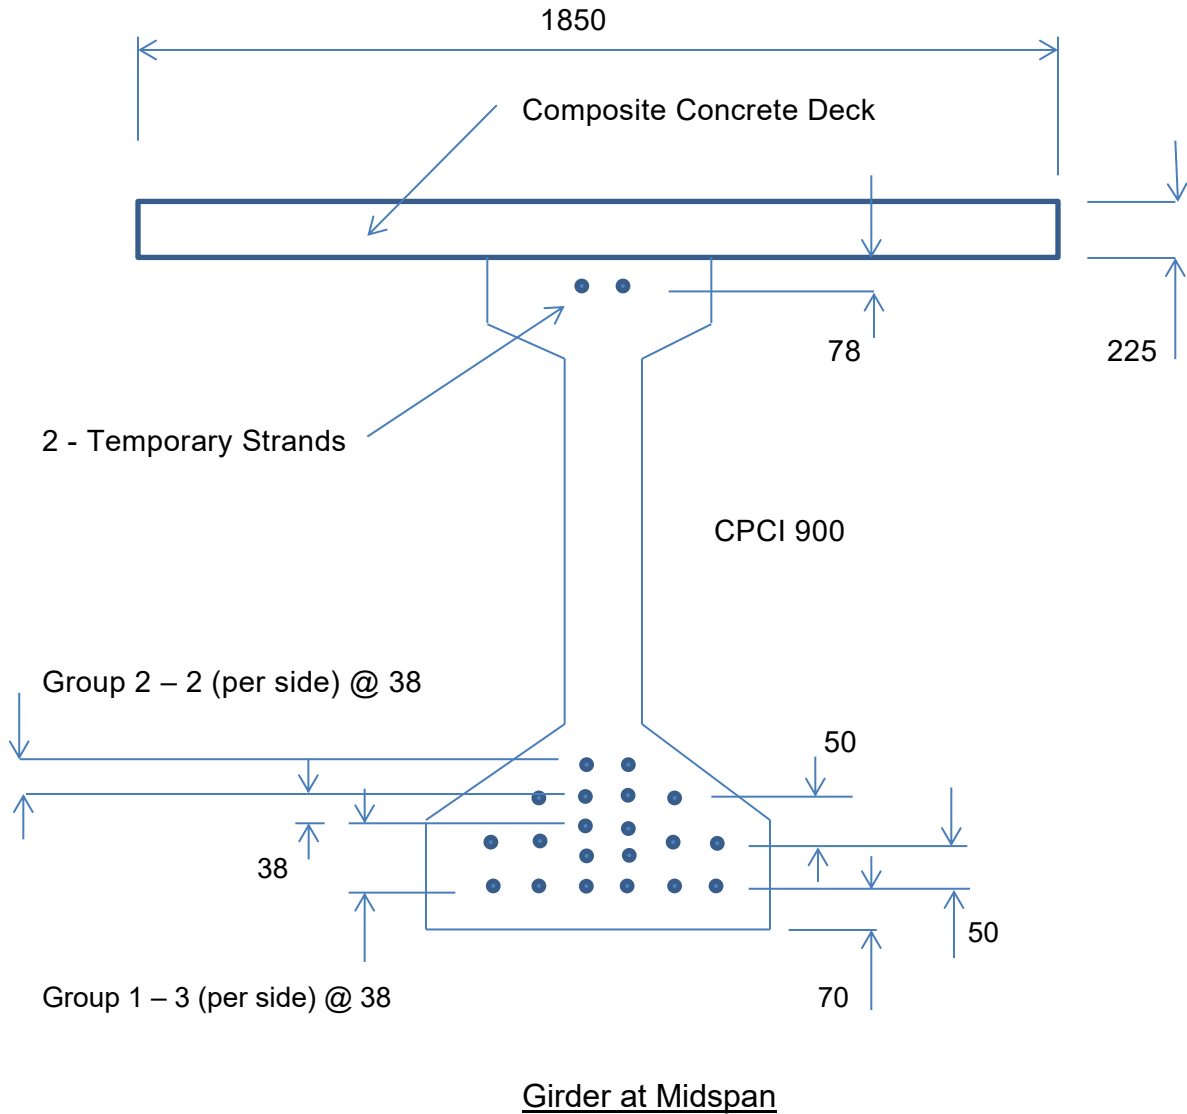 1850
Composite Concrete Deck
78
225
2 - Temporary Strands
CPCI 900
Group 2 – 2 (per side) @ 38
50
38
50
Group 1 – 3 (per side) @ 38
70
Girder at Midspan